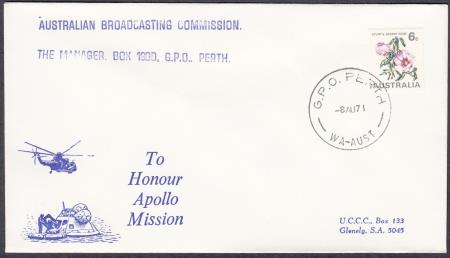 AUSTRALIAN BROADCASTING COMMISSION.
THE MANAGER. BOX 190D, G.P.O., PERTH.
STURT'S DESERT ROSE
6c
AUSTRALIA
G.P.O. PERTH
-8AU71
WA-AUST
To
Honour
Apollo
Mission
U.C.C.C., Box 133
Glenelg, S.A. 5045